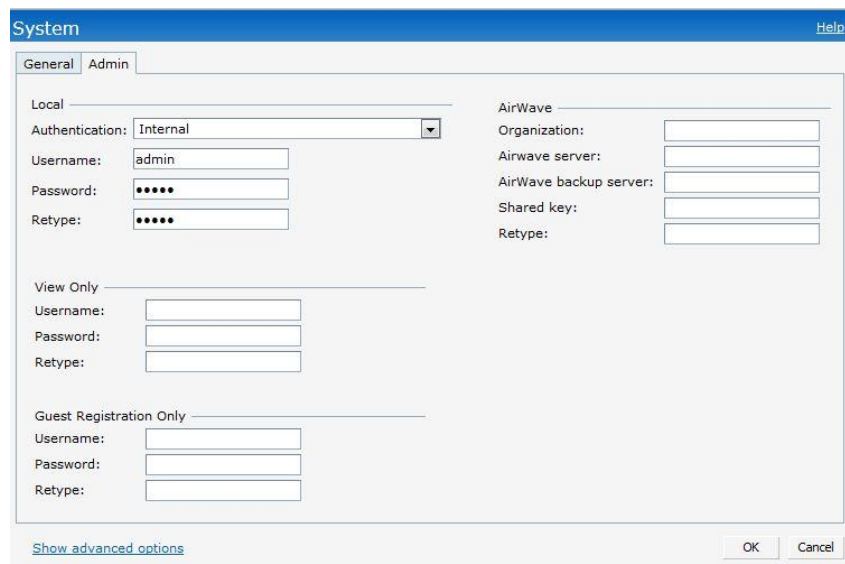 System
Help
General
Admin
Local
Authentication: Internal
Username: admin
Password: •••••
Retype: •••••
View Only
Username:
Password:
Retype:
Guest Registration Only
Username:
Password:
Retype:
AirWave
Organization:
Airwave server:
AirWave backup server:
Shared key:
Retype:
Show advanced options
OK
Cancel